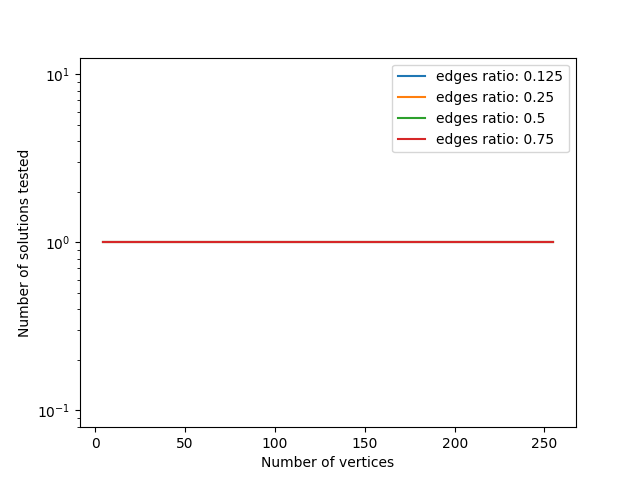 edges ratio: 0.125
edges ratio: 0.25
edges ratio: 0.5
edges ratio: 0.75
10¹
10⁰
10⁻¹
Number of solutions tested
0 50 100 150 200 250
Number of vertices